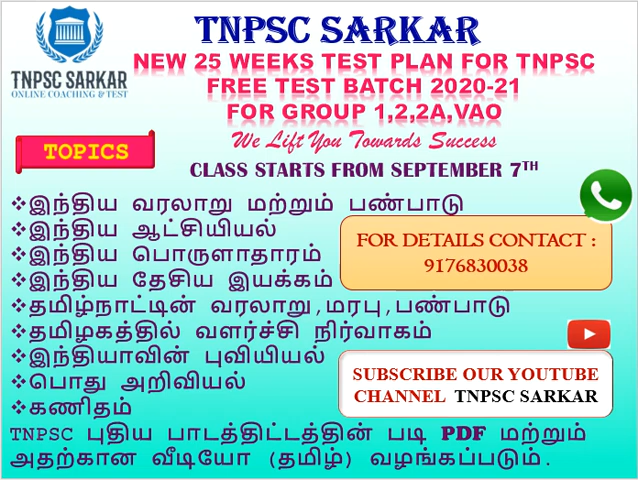 TNPSC SARKAR
TNPSC SARKAR
ONLINE COACHING & TEST
NEW 25 WEEKS TEST PLAN FOR TNPSC
FREE TEST BATCH 2020-21
FOR GROUP 1,2,2A,VAO
We Lift You Towards Success
TOPICS
CLASS STARTS FROM SEPTEMBER 7TH
❖இந்திய வரலாறு மற்றும் பண்பாடு
❖இந்திய ஆட்சியியல்
❖இந்திய பொருளாதாரம்
❖இந்திய தேசிய இயக்கம்
❖தமிழ்நாட்டின் வரலாறு,மரபு,பண்பாடு
❖தமிழகத்தில் வளர்ச்சி நிர்வாகம்
❖இந்தியாவின் புவியியல்
❖பொது அறிவியல்
❖கணிதம்
FOR DETAILS CONTACT :
9176830038
SUBSCRIBE OUR YOUTUBE
CHANNEL TNPSC SARKAR
TNPSC புதிய பாடத்திட்டத்தின் படி PDF மற்றும்
அதற்கான வீடியோ (தமிழ்) வழங்கப்படும்.